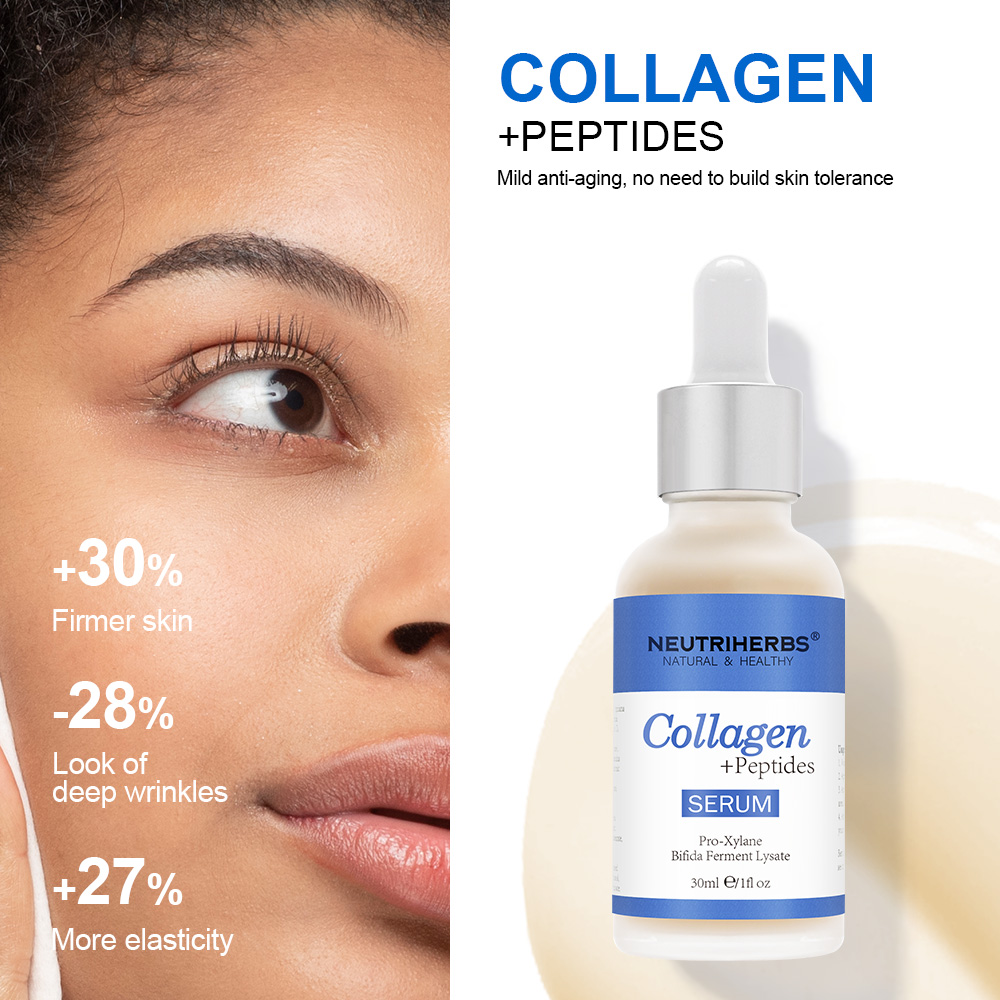 COLLAGEN
+PEPTIDES
Mild anti-aging, no need to build skin tolerance
+30%
Firmer skin
-28%
Look of
deep wrinkles
+27%
More elasticity
NEUTRIHERBS®
NATURAL & HEALTHY
Collagen
+Peptides
SERUM
Pro-Xylane
Bifida Ferment Lysate
30ml ℮/1fl oz